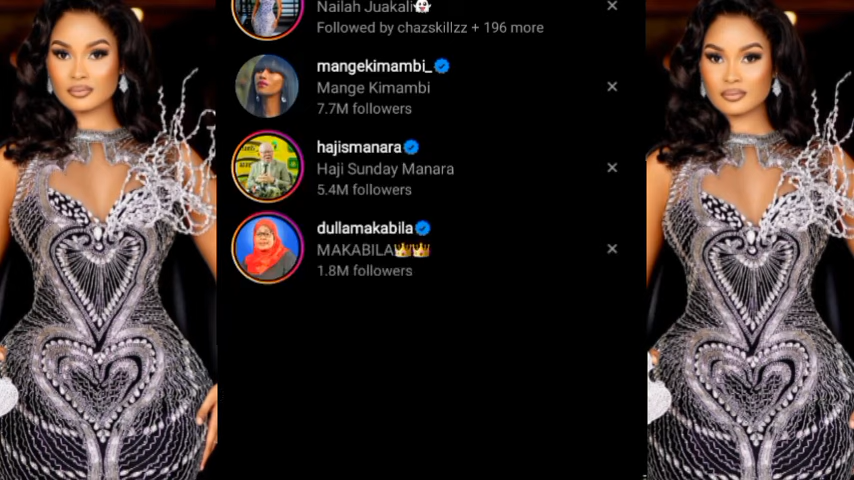 Nailah Juakali👻
Followed by chazskillzz + 196 more
mangekimambi_
Mange Kimambi
7.7M followers
hajismanara
Haji Sunday Manara
5.4M followers
dullamakabila
MAKABILA👑👑
1.8M followers